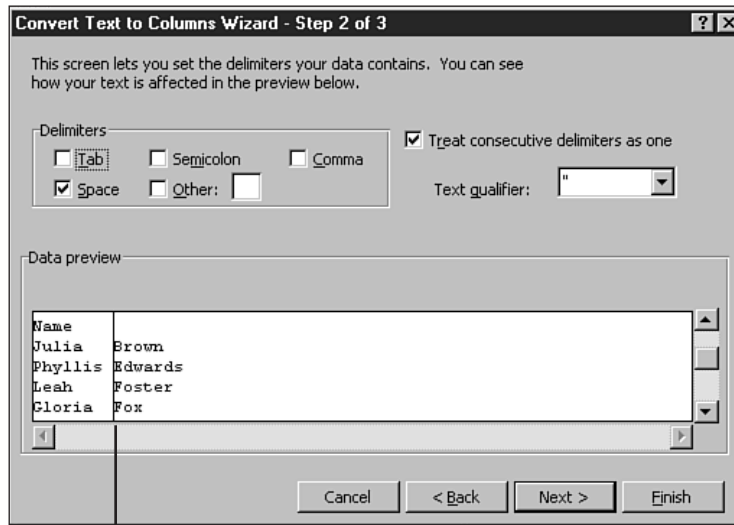 Convert Text to Columns Wizard - Step 2 of 3
This screen lets you set the delimiters your data contains. You can see
how your text is affected in the preview below.
Delimiters
Tab Semicolon Comma
Space Other:
Treat consecutive delimiters as one
Text qualifier: "
Data preview
Name
Julia Brown
Phyllis Edwards
Leah Foster
Gloria Fox
Cancel < Back Next > Finish